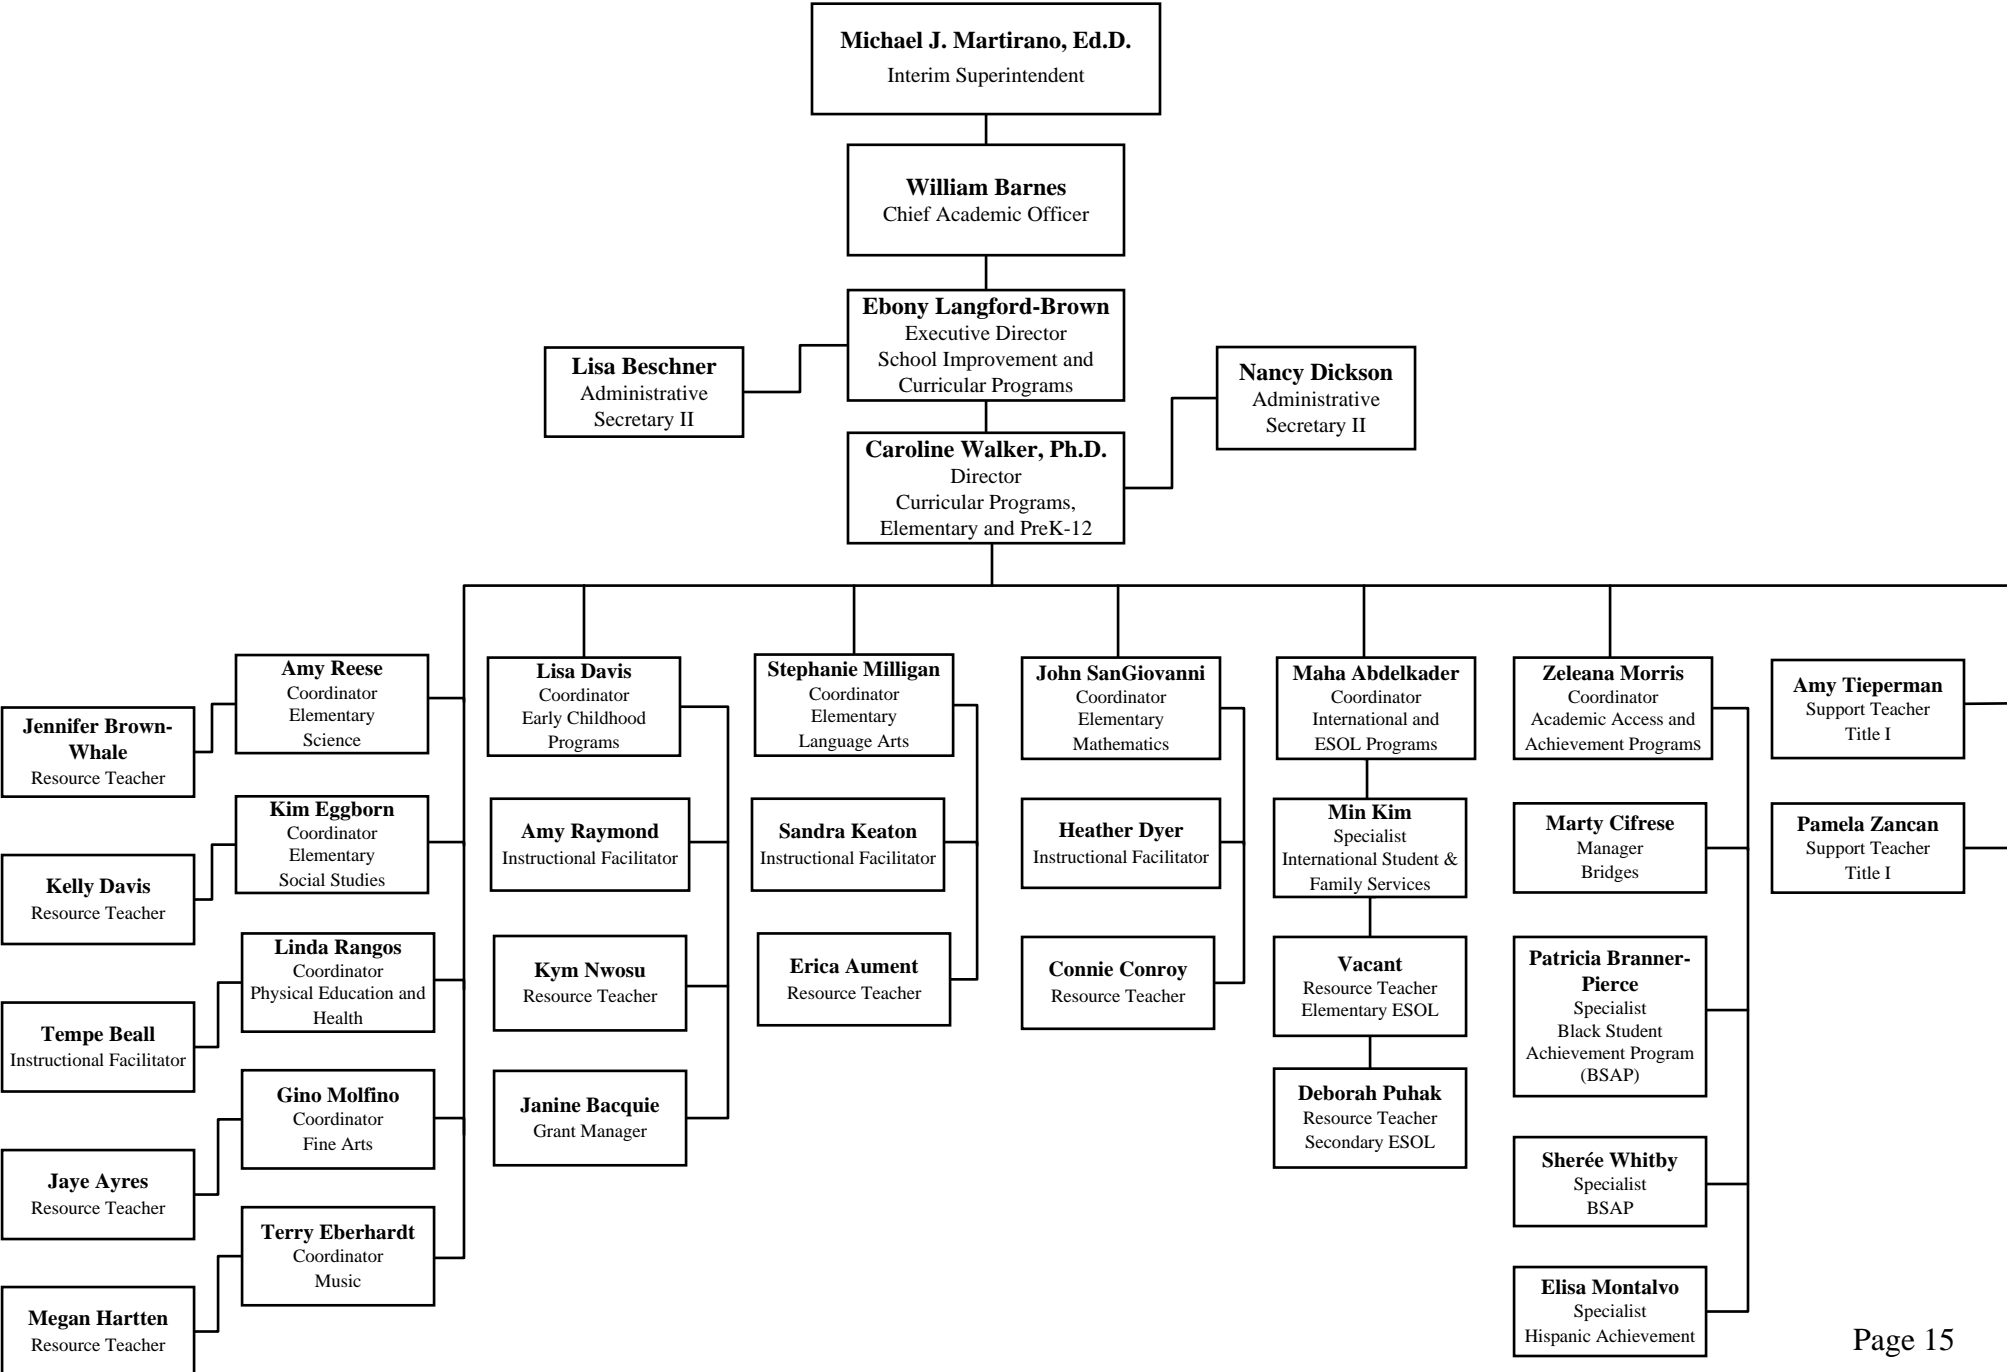 Michael J. Martirano, Ed.D.
Interim Superintendent
William Barnes
Chief Academic Officer
Ebony Langford-Brown
Executive Director
School Improvement and
Curricular Programs
Lisa Beschner
Administrative
Secretary II
Nancy Dickson
Administrative
Secretary II
Caroline Walker, Ph.D.
Director
Curricular Programs,
Elementary and PreK-12
Jennifer Brown-
Whale
Resource Teacher
Kelly Davis
Resource Teacher
Tempe Beall
Instructional Facilitator
Jaye Ayres
Resource Teacher
Megan Hartten
Resource Teacher
Amy Reese
Coordinator
Elementary
Science
Kim Eggborn
Coordinator
Elementary
Social Studies
Linda Rangos
Coordinator
Physical Education and
Health
Gino Molfino
Coordinator
Fine Arts
Terry Eberhardt
Coordinator
Music
Lisa Davis
Coordinator
Early Childhood
Programs
Amy Raymond
Instructional Facilitator
Kym Nwosu
Resource Teacher
Janine Bacquie
Grant Manager
Stephanie Milligan
Coordinator
Elementary
Language Arts
Sandra Keaton
Instructional Facilitator
Erica Aument
Resource Teacher
John SanGiovanni
Coordinator
Elementary
Mathematics
Heather Dyer
Instructional Facilitator
Connie Conroy
Resource Teacher
Maha Abdelkader
Coordinator
International and
ESOL Programs
Min Kim
Specialist
International Student &
Family Services
Vacant
Resource Teacher
Elementary ESOL
Deborah Puhak
Resource Teacher
Secondary ESOL
Zeleana Morris
Coordinator
Academic Access and
Achievement Programs
Marty Cifrese
Manager
Bridges
Patricia Branner-
Pierce
Specialist
Black Student
Achievement Program
(BSAP)
Sherée Whitby
Specialist
BSAP
Elisa Montalvo
Specialist
Hispanic Achievement
Amy Tieperman
Support Teacher
Title I
Pamela Zancan
Support Teacher
Title I
Page 15